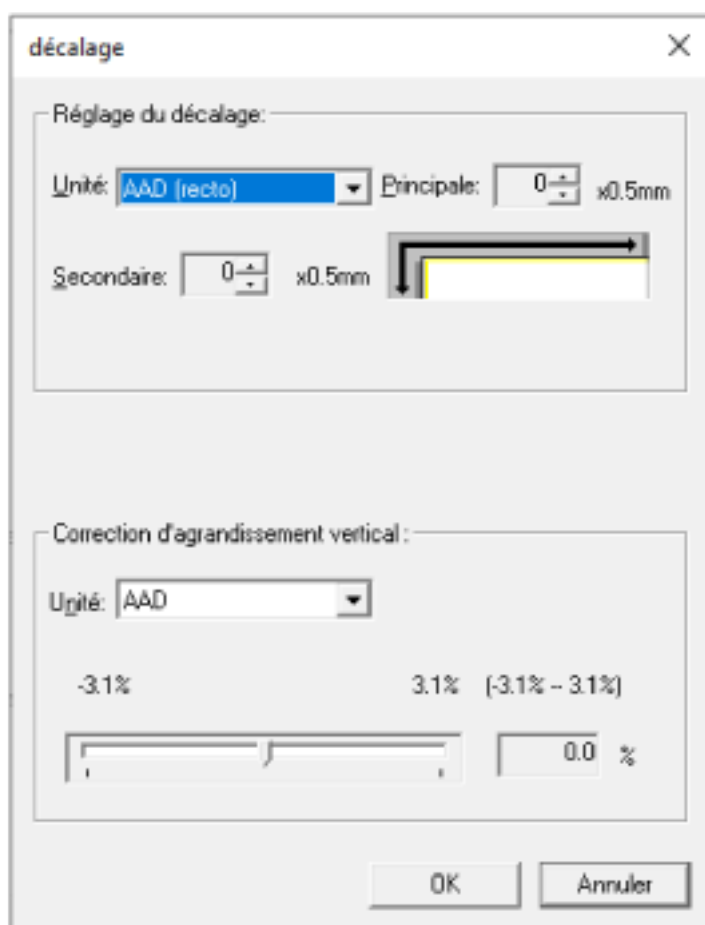 décalage
Réglage du décalage:
Unité: AAD (recto) Principale: 0 x0.5mm
Secondaire: 0 x0.5mm
Correction d'agrandissement vertical :
Unité: AAD
-3.1% 3.1% (-3.1% -- 3.1%)
0.0 %
OK Annuler